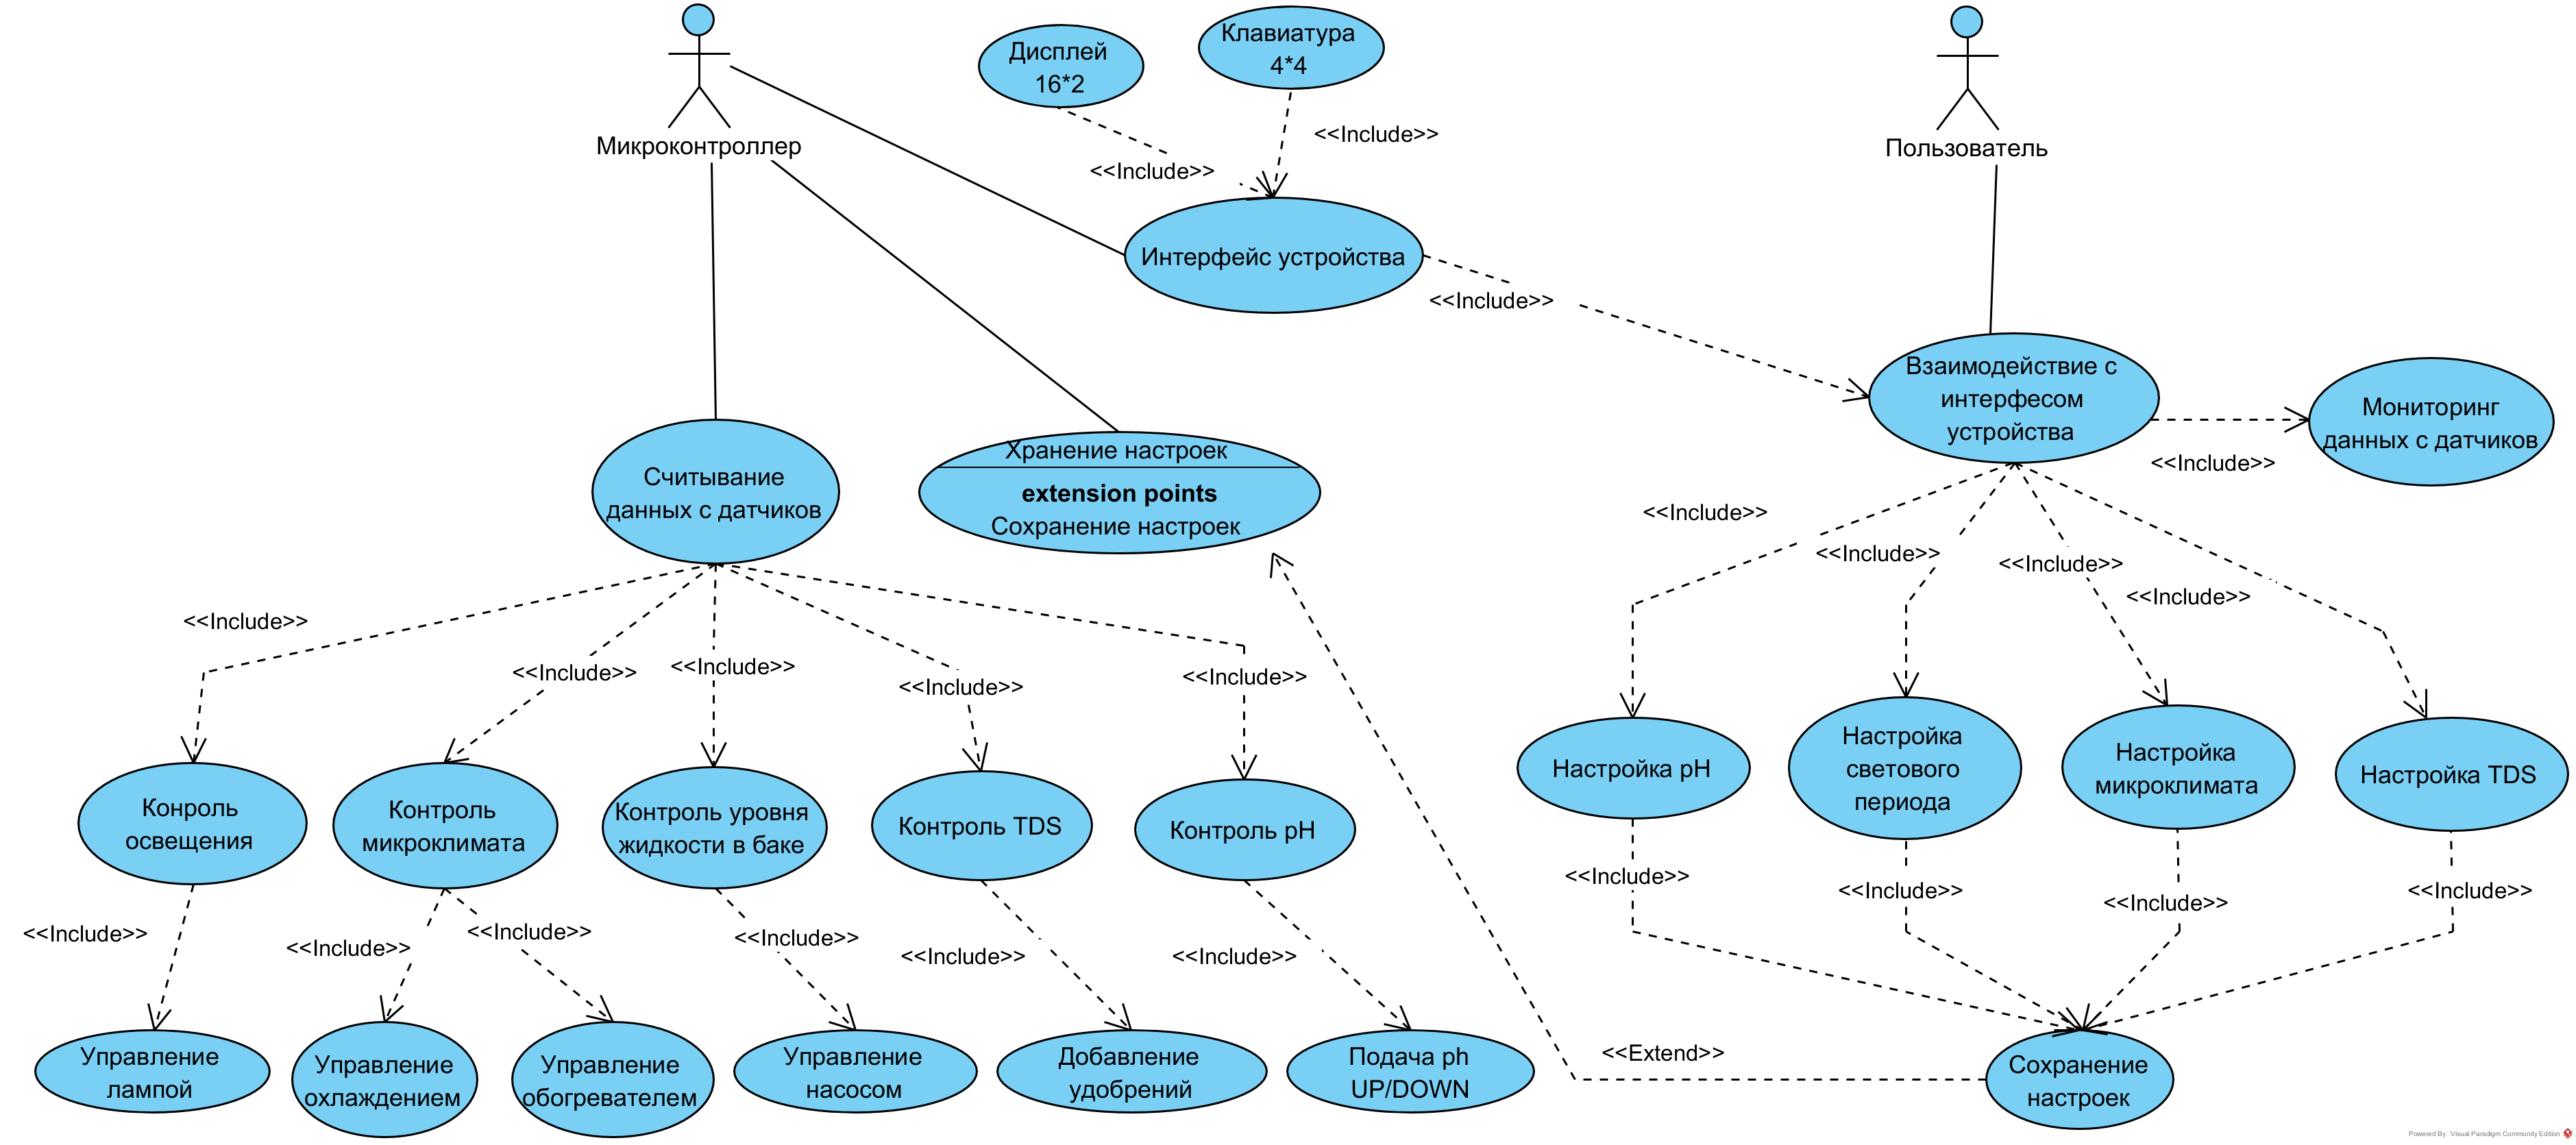 Дисплей
16*2
Клавиатура
4*4
Микроконтроллер
Пользователь
<<Include>>
<<Include>>
Интерфейс устройства
<<Include>>
Взаимодействие с
интерфесом
устройства
Мониторинг
данных с датчиков
<<Include>>
Считывание
данных с датчиков
Хранение настроек
extension points
Сохранение настроек
<<Include>>
<<Include>>
<<Include>>
<<Include>>
<<Include>>
<<Include>>
<<Include>>
<<Include>>
<<Include>>
Конроль
освещения
Контроль
микроклимата
Контроль уровня
жидкости в баке
Контроль TDS
Контроль pH
Настройка pH
Настройка
светового
периода
Настройка
микроклимата
Настройка TDS
<<Include>>
<<Include>>
<<Include>>
<<Include>>
<<Include>>
<<Include>>
<<Include>>
<<Include>>
<<Include>>
<<Include>>
Управление
лампой
Управление
охлаждением
Управление
обогревателем
Управление
насосом
Добавление
удобрений
Подача ph
UP/DOWN
<<Extend>>
Сохранение
настроек
Powered By Visual Paradigm Community Edition